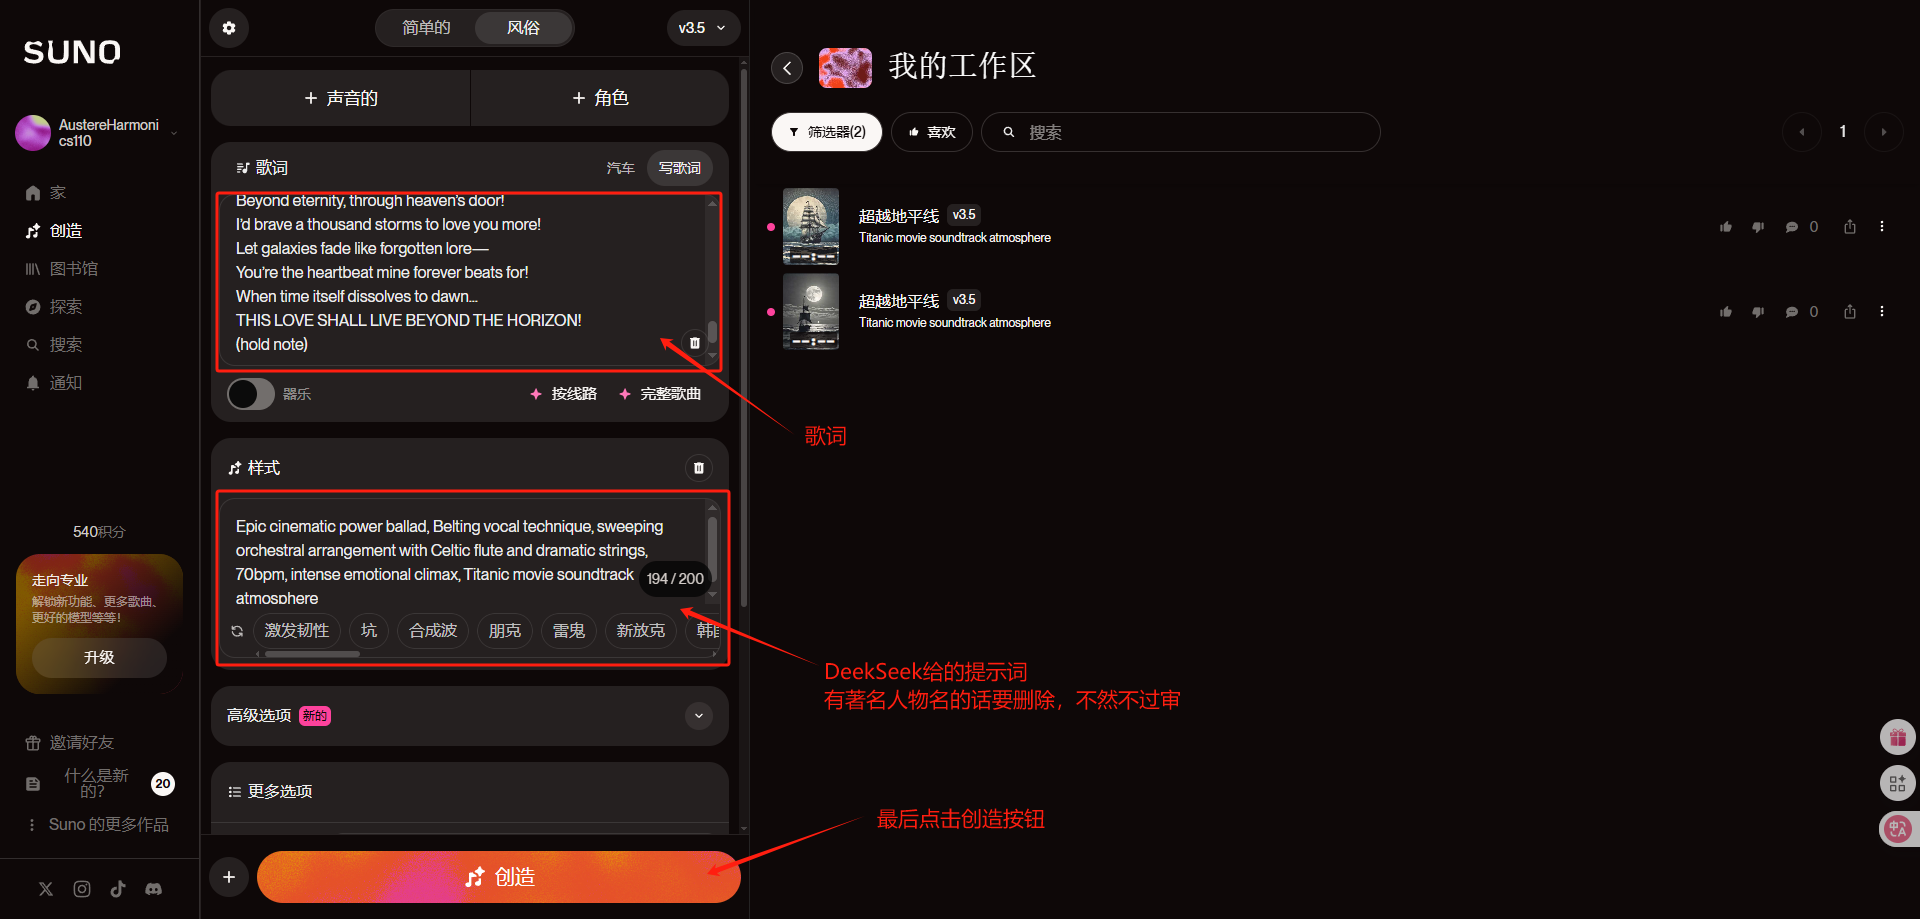 SUNO
AustereHarmoni
cs110
家
创造
图书馆
探索
搜索
通知
540积分
走向专业
解锁新功能、更多歌曲、
更好的模型等等！
升级
邀请好友
什么是新
的？
20
Suno 的更多作品
简单的
风俗
v3.5
+ 声音的
+ 角色
歌词
汽车
写歌词
Beyond eternity, through heaven's door!
I'd brave a thousand storms to love you more!
Let galaxies fade like forgotten lore—
You're the heartbeat mine forever beats for!
When time itself dissolves to dawn...
THIS LOVE SHALL LIVE BEYOND THE HORIZON!
(hold note)
器乐
按线路
完整歌曲
样式
Epic cinematic power ballad, Belting vocal technique, sweeping
orchestral arrangement with Celtic flute and dramatic strings,
70bpm, intense emotional climax, Titanic movie soundtrack
atmosphere
194 / 200
激发韧性
坑
合成波
朋克
雷鬼
新放克
高级选项
新的
更多选项
+
创造
我的工作区
筛选器(2)
喜欢
搜索
1
超越地平线
v3.5
Titanic movie soundtrack atmosphere
0
超越地平线
v3.5
Titanic movie soundtrack atmosphere
0
歌词
DeekSeek给的提示词
有著名人物名的话要删除，不然不过审
最后点击创造按钮